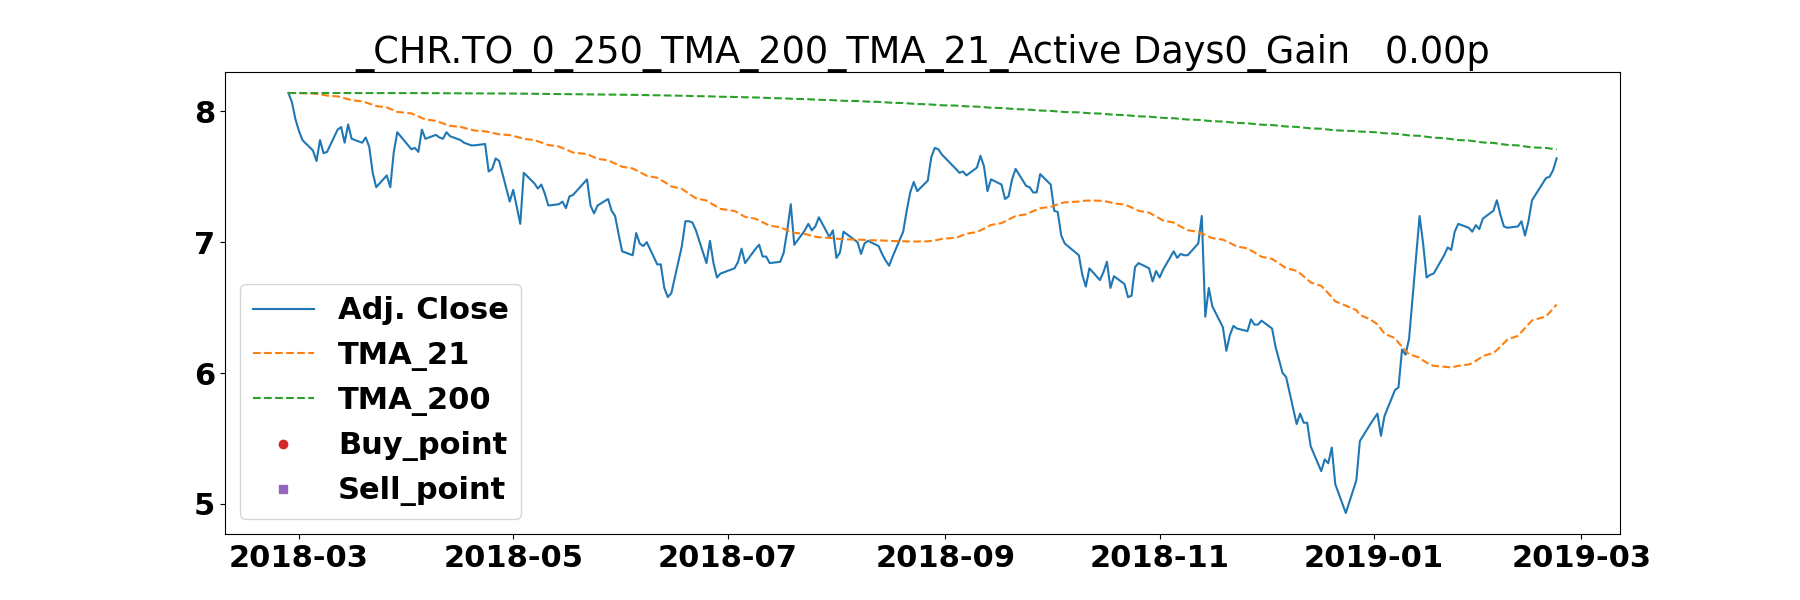 _CHR.TO_0_250_TMA_200_TMA_21_Active Days0_Gain   0.00p
8
7
6
5
Adj. Close
TMA_21
TMA_200
Buy_point
Sell_point
2018-03 2018-05 2018-07 2018-09 2018-11 2019-01 2019-03